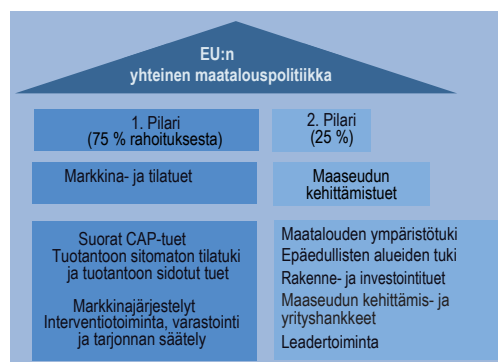 EU:n
yhteinen maatalouspolitiikka
1. Pilari
(75 % rahoituksesta)
2. Pilari
(25 %)
Markkina- ja tilatuet
Maaseudun
kehittämistuet
Suorat CAP-tuet
Tuotantoon sitomaton tilatuki
ja tuotantoon sidotut tuet
Markkinajärjestelyt
Interventiotoiminta, varastointi
ja tarjonnan säätely
Maatalouden ympäristötuki
Epäedullisten alueiden tuki
Rakenne- ja investointituet
Maaseudun kehittämis- ja
yrityshankkeet
Leadertoiminta